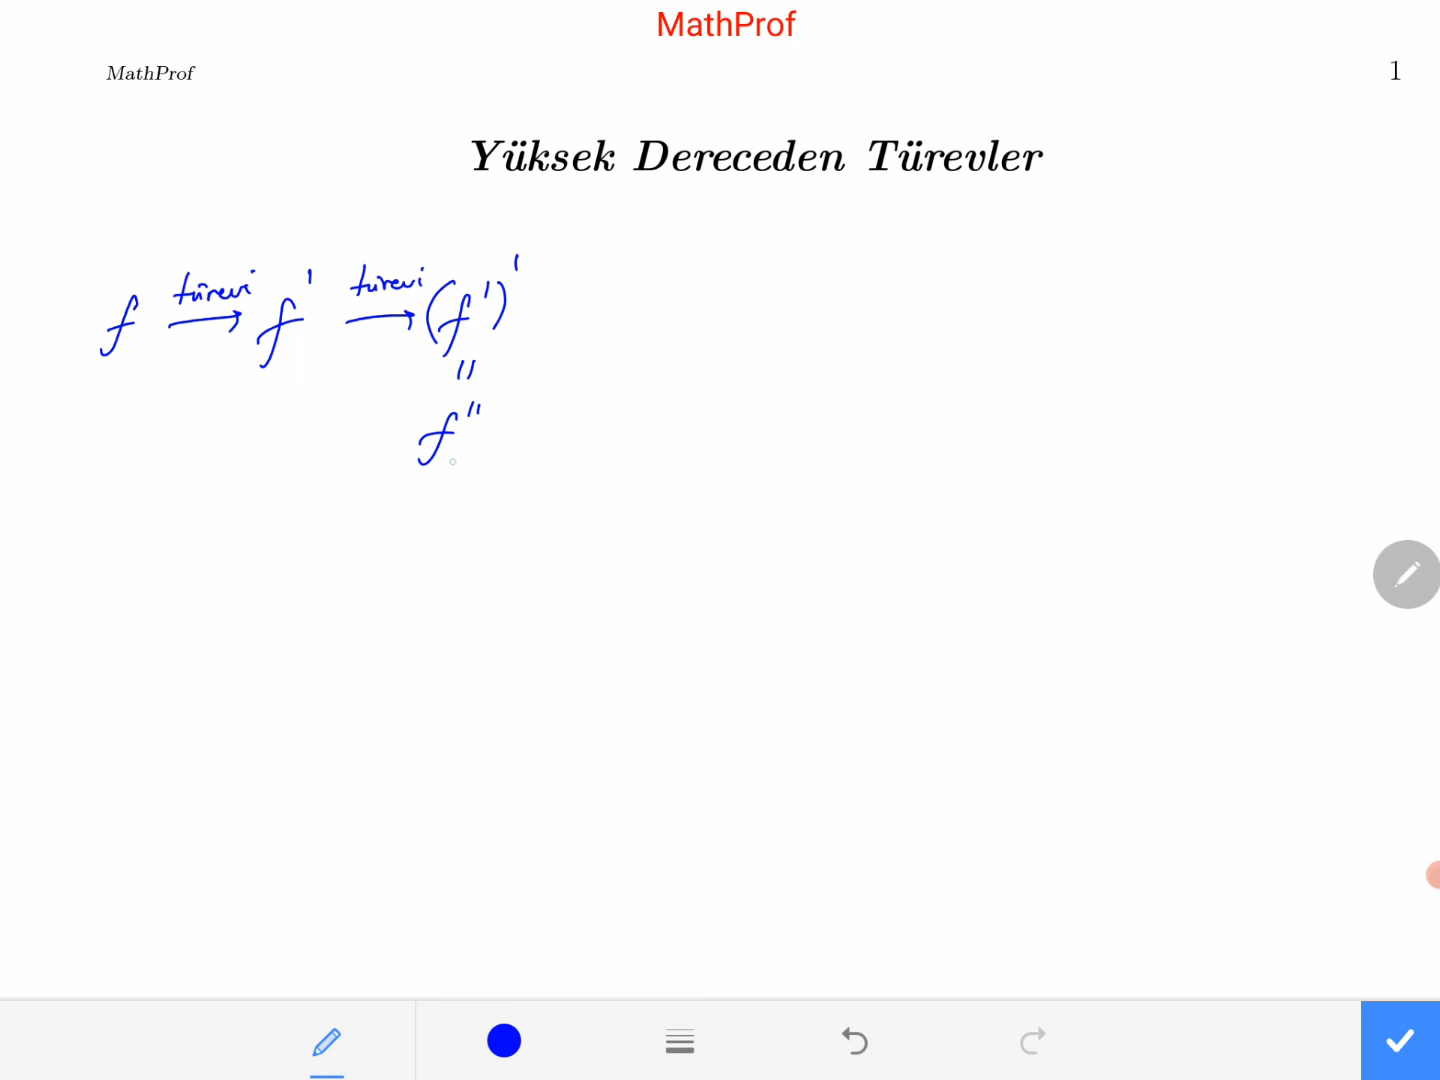 MathProf
MathProf 1
Yüksek Dereceden Türevler
f türevi→ f' türevi→ (f')'
"
f''